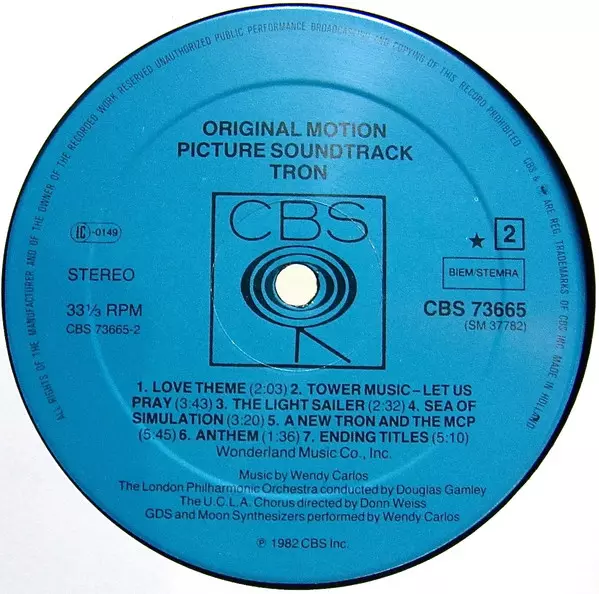 ALL RIGHTS OF THE MANUFACTURER AND OF THE OWNER OF THE RECORDED WORK RESERVED UNAUTHORIZED PUBLIC PERFORMANCE BROADCASTING AND COPYING OF THIS RECORD PROHIBITED CBS & ARE REG. TRADEMARKS OF CBS INC. MADE IN HOLLAND
ORIGINAL MOTION
PICTURE SOUNDTRACK
TRON
CBS
LC-0149
★ 2
STEREO
BIEM/STEMRA
33⅓ RPM
CBS 73665
CBS 73665-2
(SM 37782)
1. LOVE THEME (2:03) 2. TOWER MUSIC–LET US
PRAY (3:43) 3. THE LIGHT SAILER (2:32) 4. SEA OF
SIMULATION (3:20) 5. A NEW TRON AND THE MCP
(5:45) 6. ANTHEM (1:36) 7. ENDING TITLES (5:10)
Wonderland Music Co., Inc.
Music by Wendy Carlos
The London Philharmonic Orchestra conducted by Douglas Gamley
The U.C.L.A. Chorus directed by Donn Weiss
GDS and Moon Synthesizers performed by Wendy Carlos
℗ 1982 CBS Inc.